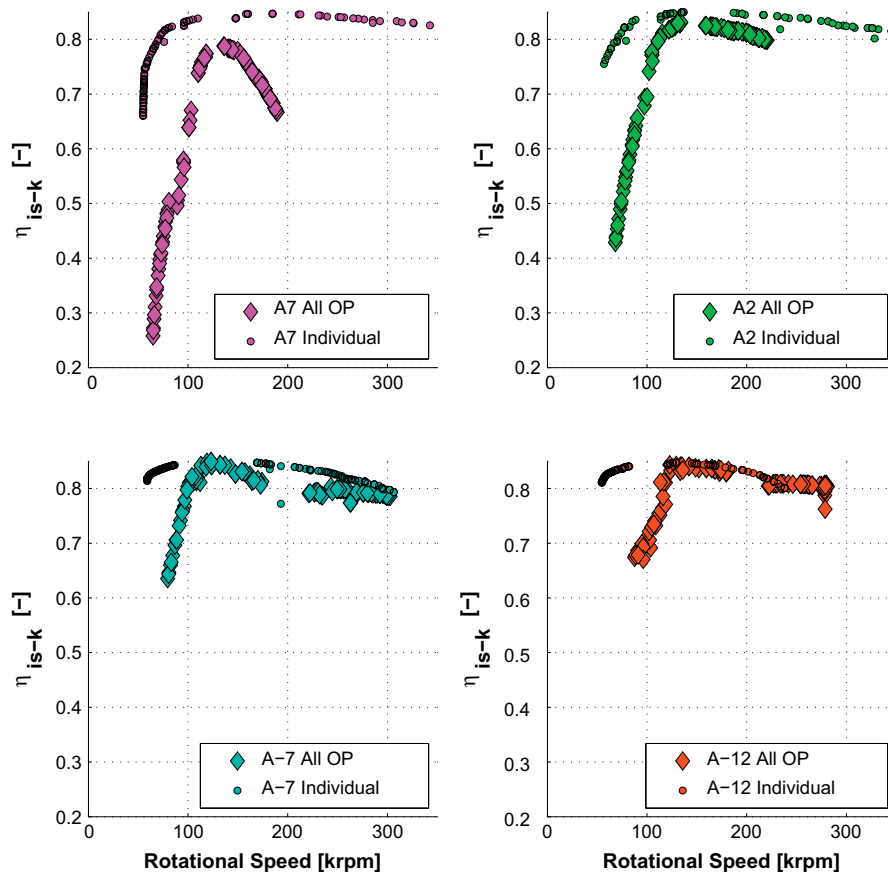 η is−k [−]
0.8
0.7
0.6
0.5
0.4
0.3
0.2
0 100 200 300
A7 All OP
A7 Individual
η is−k [−]
0.8
0.7
0.6
0.5
0.4
0.3
0.2
0 100 200 300
A2 All OP
A2 Individual
η is−k [−]
0.8
0.7
0.6
0.5
0.4
0.3
0.2
0 100 200 300
A−7 All OP
A−7 Individual
Rotational Speed [krpm]
η is−k [−]
0.8
0.7
0.6
0.5
0.4
0.3
0.2
0 100 200 300
A−12 All OP
A−12 Individual
Rotational Speed [krpm]